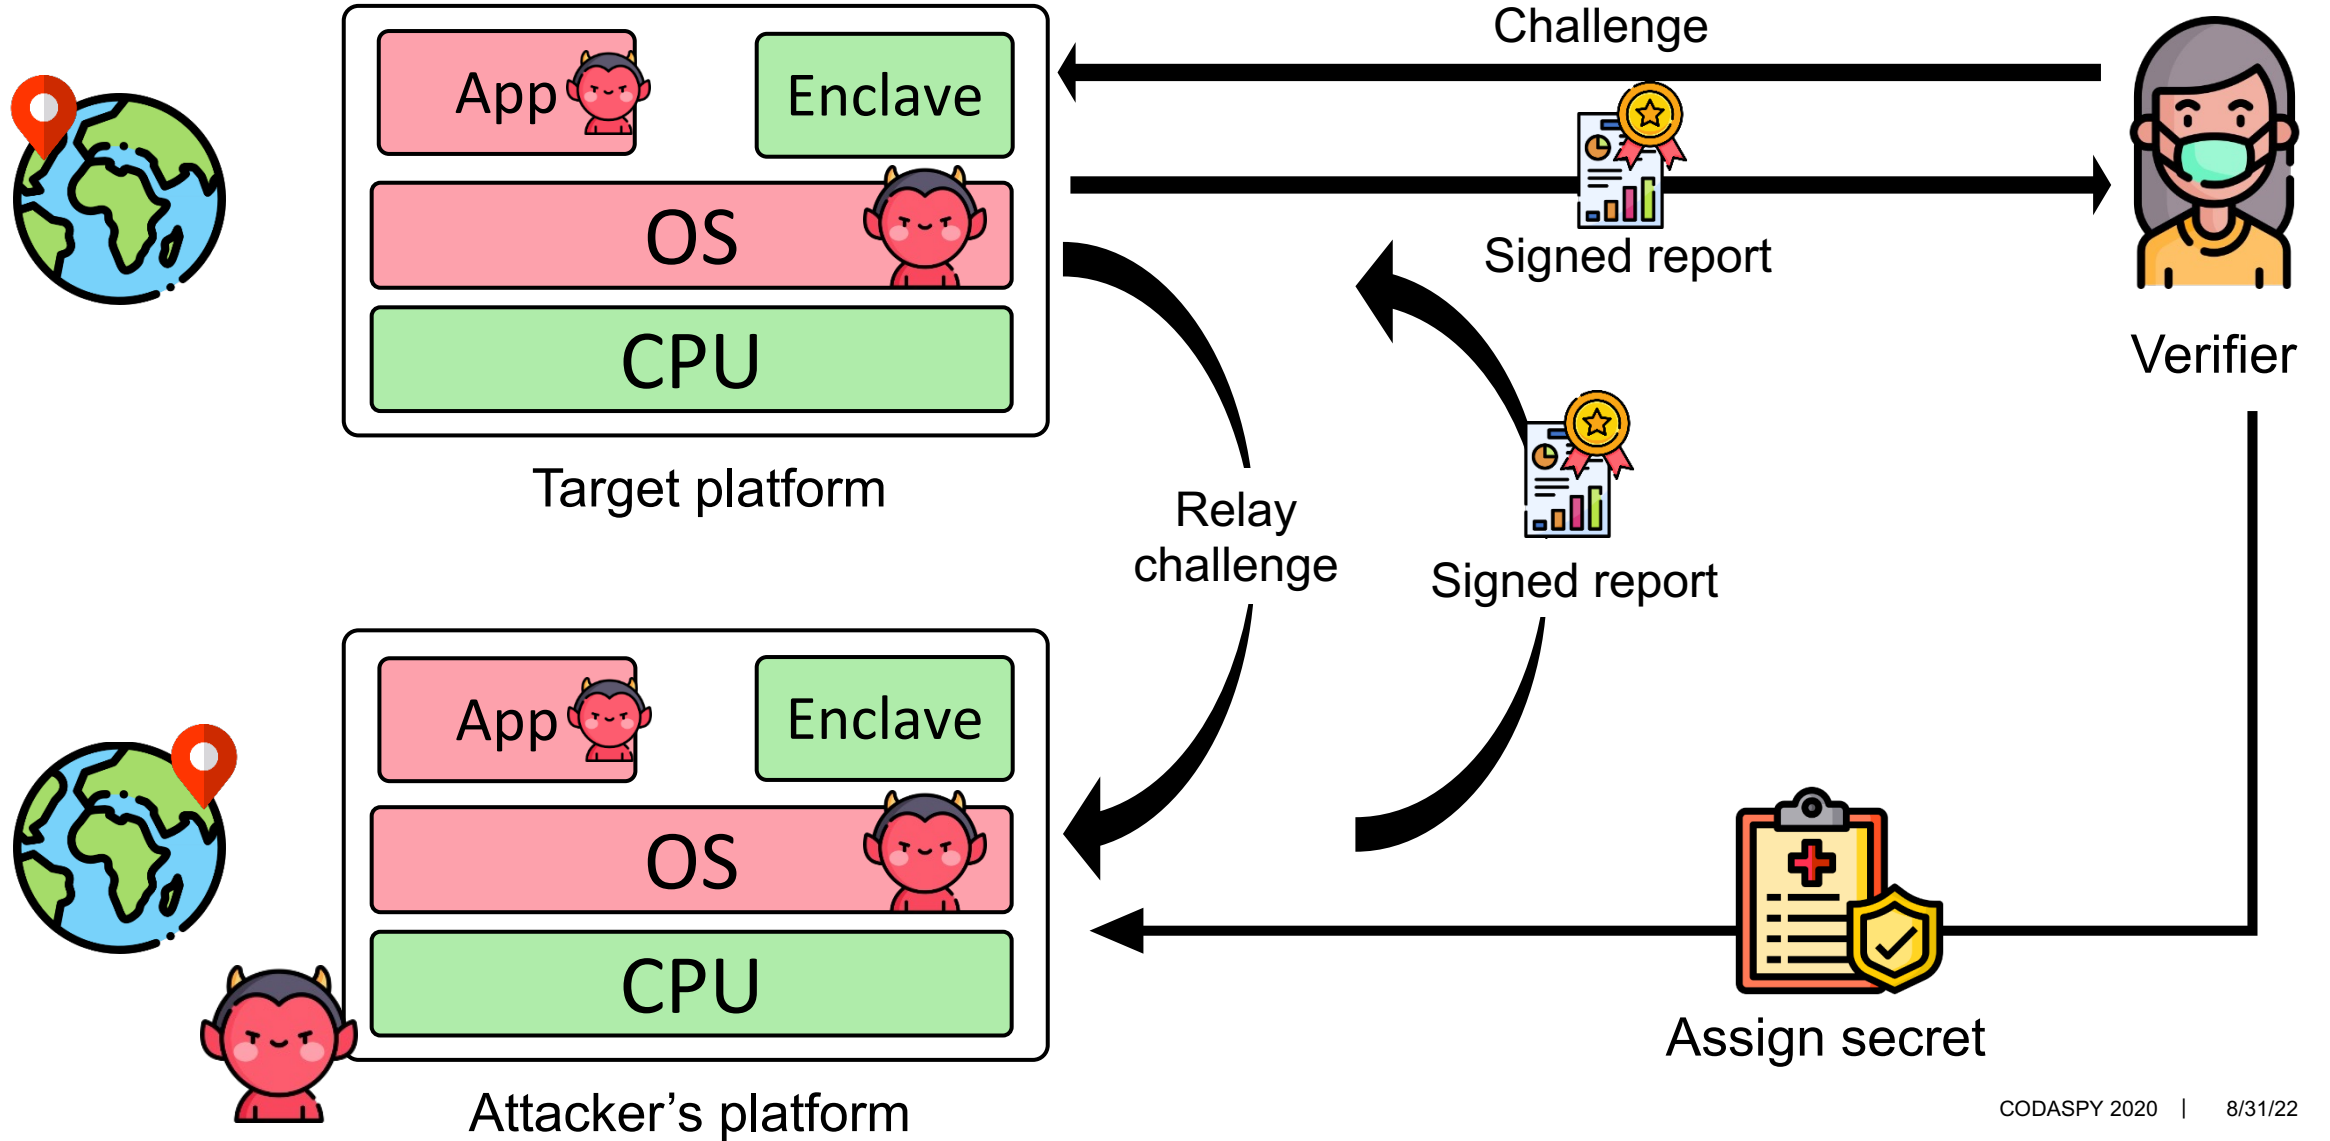 Challenge
App
Enclave
OS
CPU
Signed report
Verifier
Target platform
Relay
challenge
Signed report
App
Enclave
OS
CPU
Assign secret
Attacker’s platform
CODASPY 2020 | 8/31/22